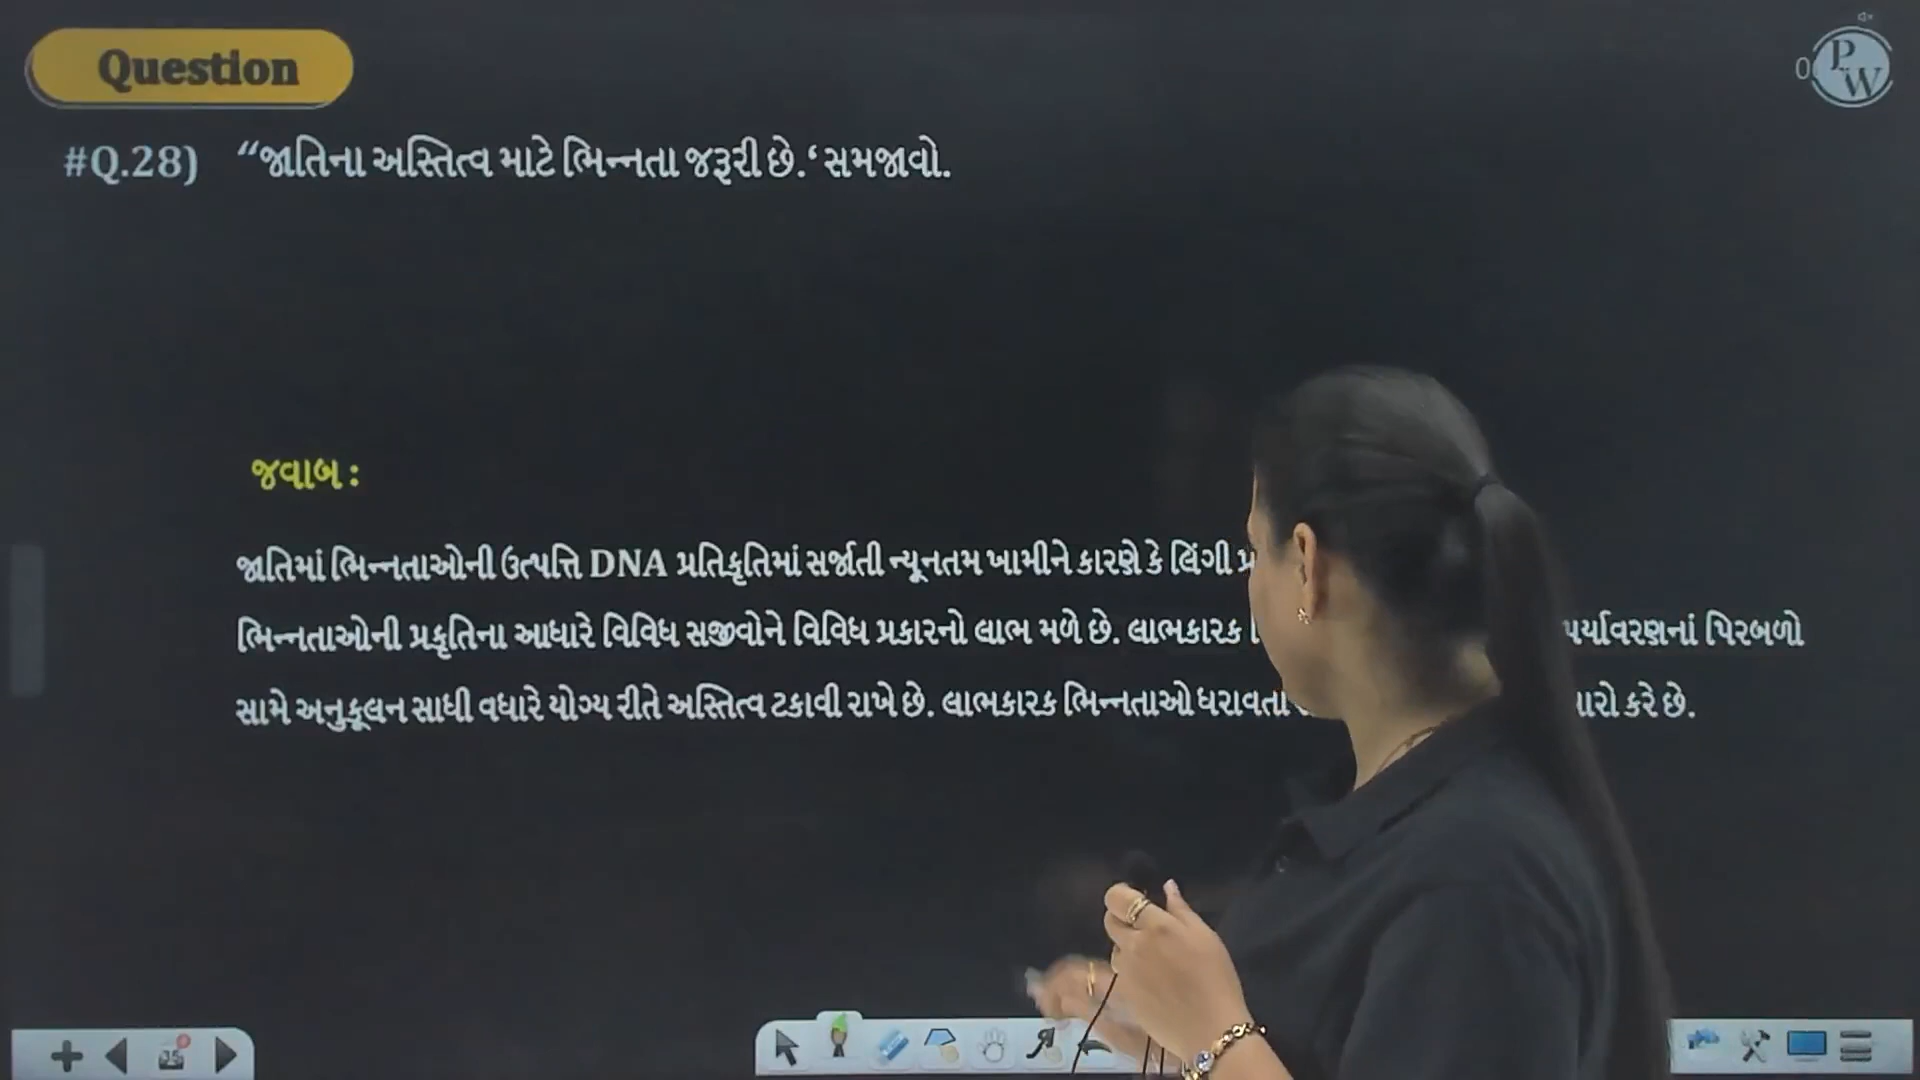 Question
#Q.28) “જાતિના અસ્તિત્વ માટે ભિન્નતા જરૂરી છે.‘ સમજાવો.
PW
જવાબ :
જાતિમાં ભિન્નતાઓની ઉત્પત્તિ DNA પ્રતિકૃતિમાં સર્જાતી ન્યૂનતમ ખામીને કારણે કે લિંગી
ભિન્નતાઓની પ્રકૃતિના આધારે વિવિધ સજીવોને વિવિધ પ્રકારનો લાભ મળે છે. લાભકારક પર્યાવરણનાં પિરબળો
સામે અનુકૂલન સાધી વધારે યોગ્ય રીતે અસ્તિત્વ ટકાવી રાખે છે. લાભકારક ભિન્નતાઓ ધરાવતા કરે છે.